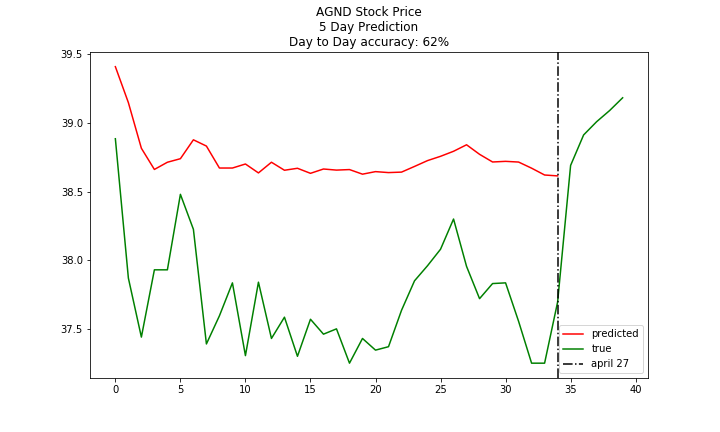 AGND Stock Price
5 Day Prediction
Day to Day accuracy: 62%
39.5
39.0
38.5
38.0
37.5
0 5 10 15 20 25 30 35 40
predicted
true
april 27